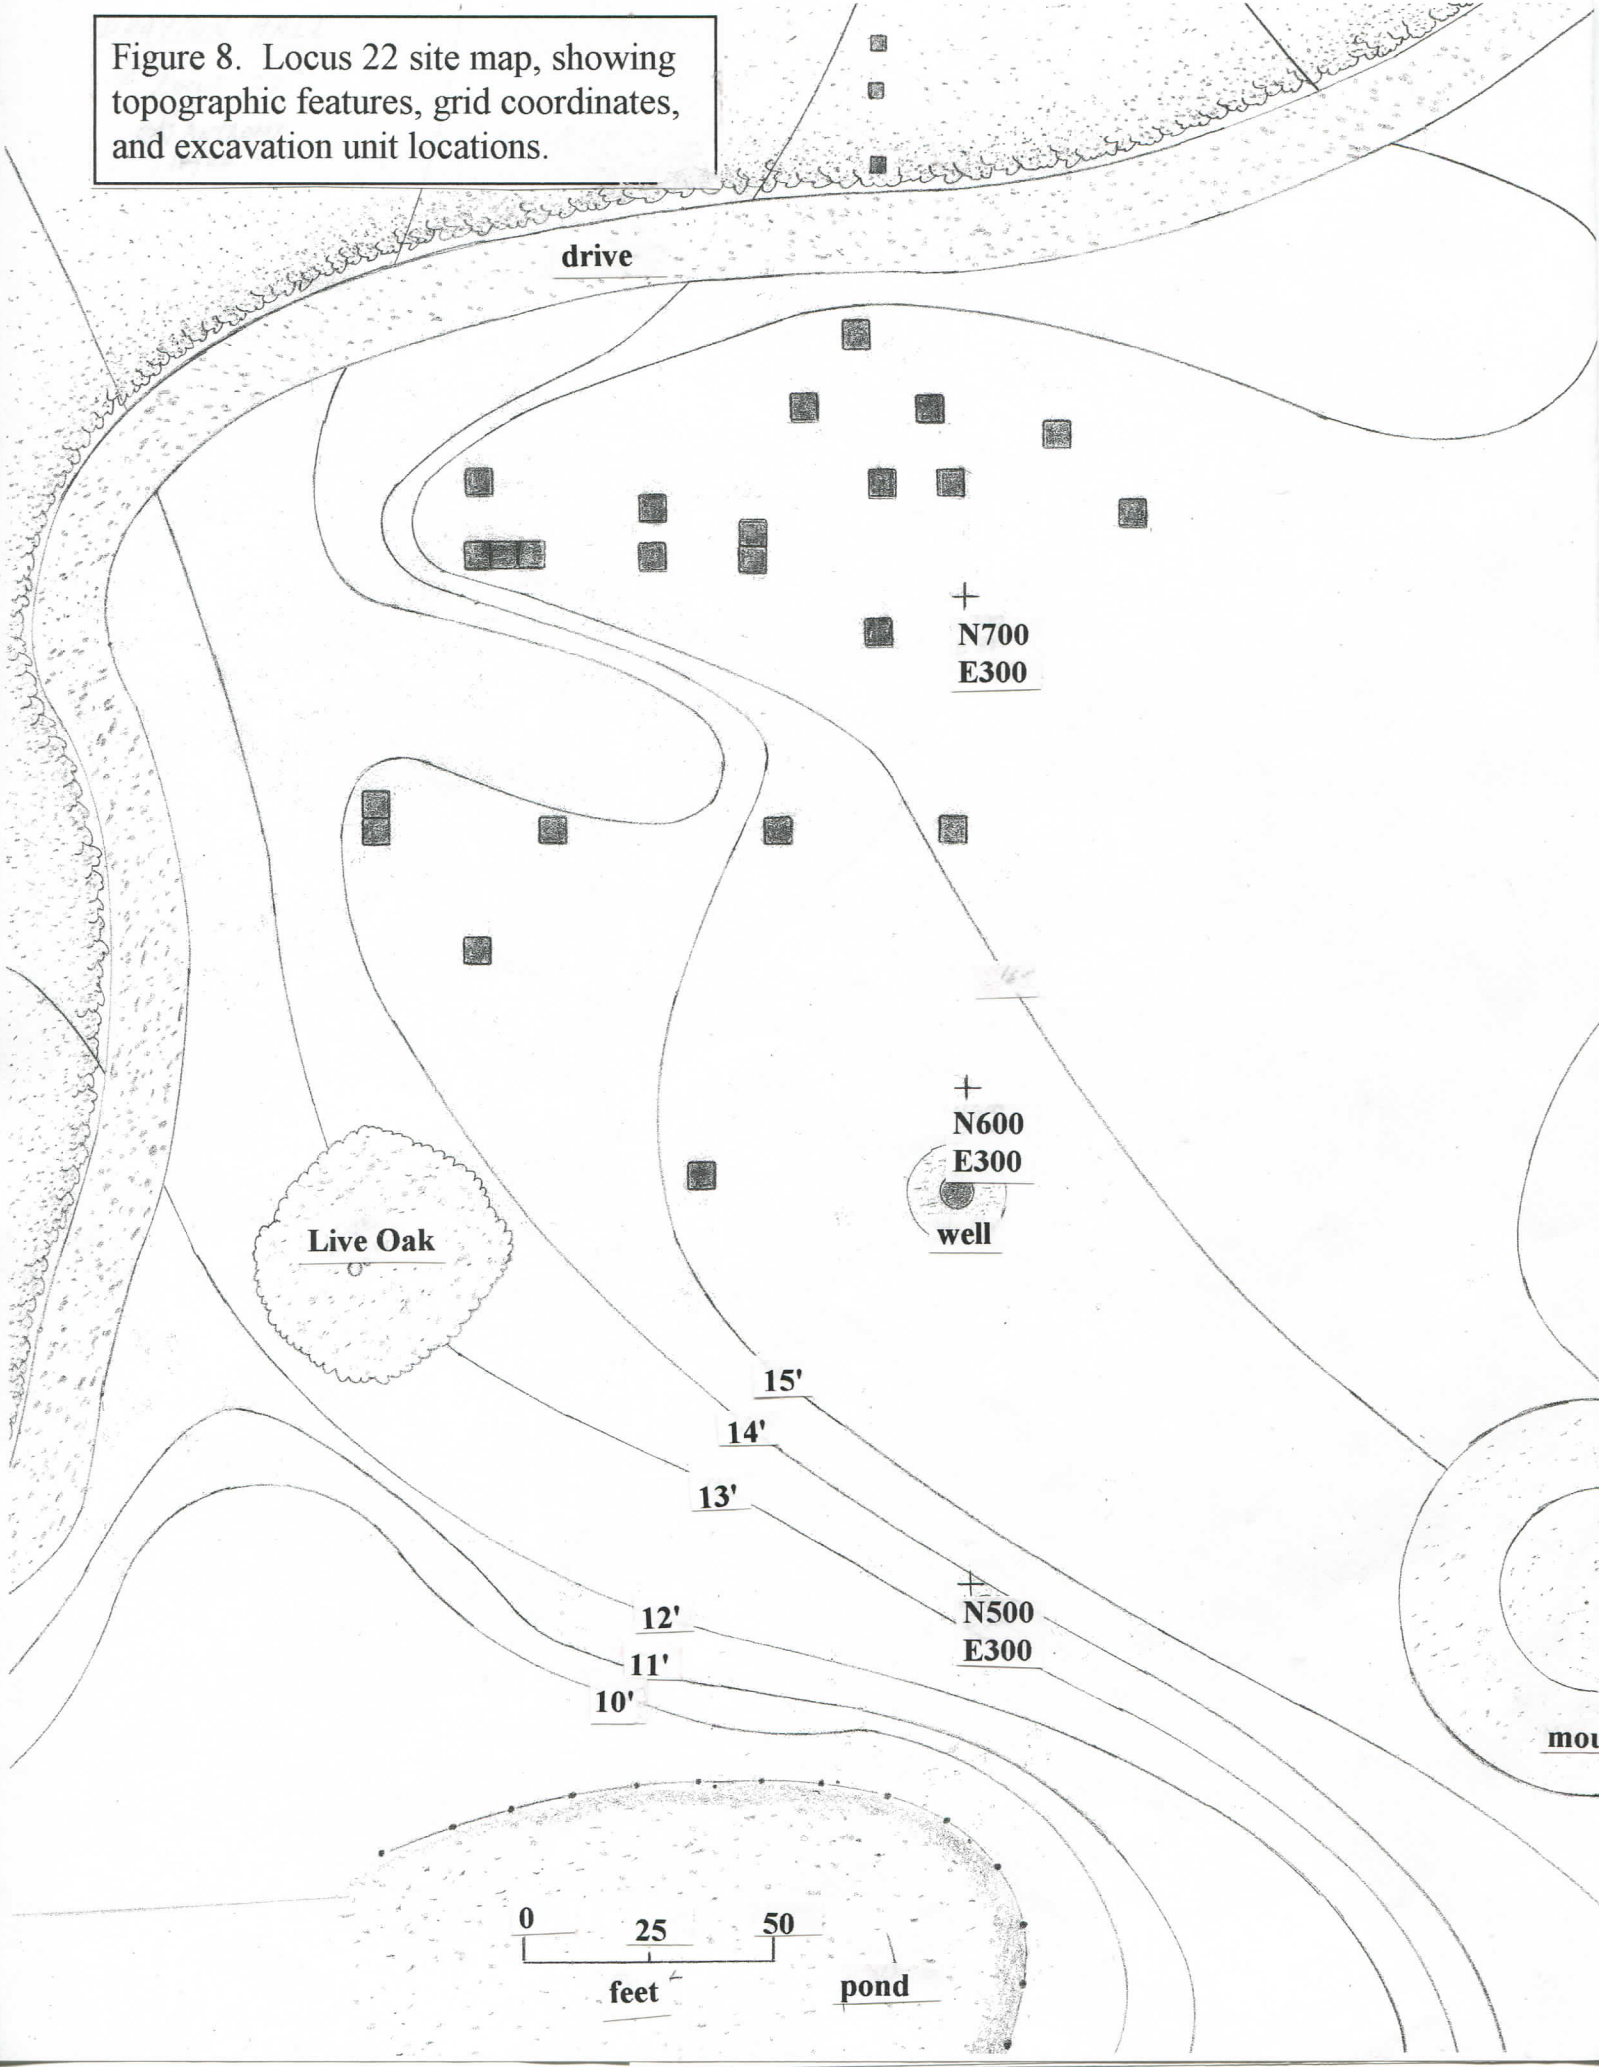 Figure 8. Locus 22 site map, showing
topographic features, grid coordinates,
and excavation unit locations.
drive
N700
E300
N600
E300
well
Live Oak
15'
14'
13'
12'
11'
10'
N500
E300
mou
0
25
50
feet
pond